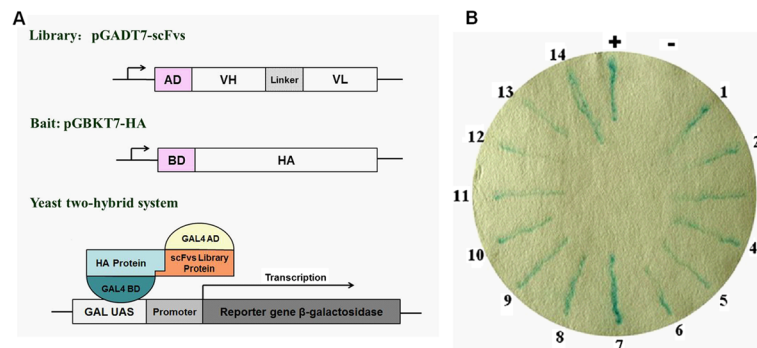 A
Library: pGADT7-scFvs
AD VH Linker VL
Bait: pGBKT7-HA
BD HA
Yeast two-hybrid system
GAL4 AD
HA Protein
scFvs Library
Protein
GAL4 BD
Transcription
GAL UAS Promoter Reporter gene β-galactosidase
B
+ -
14
13
12
11
10
9
8
7
6
5
4
2
1